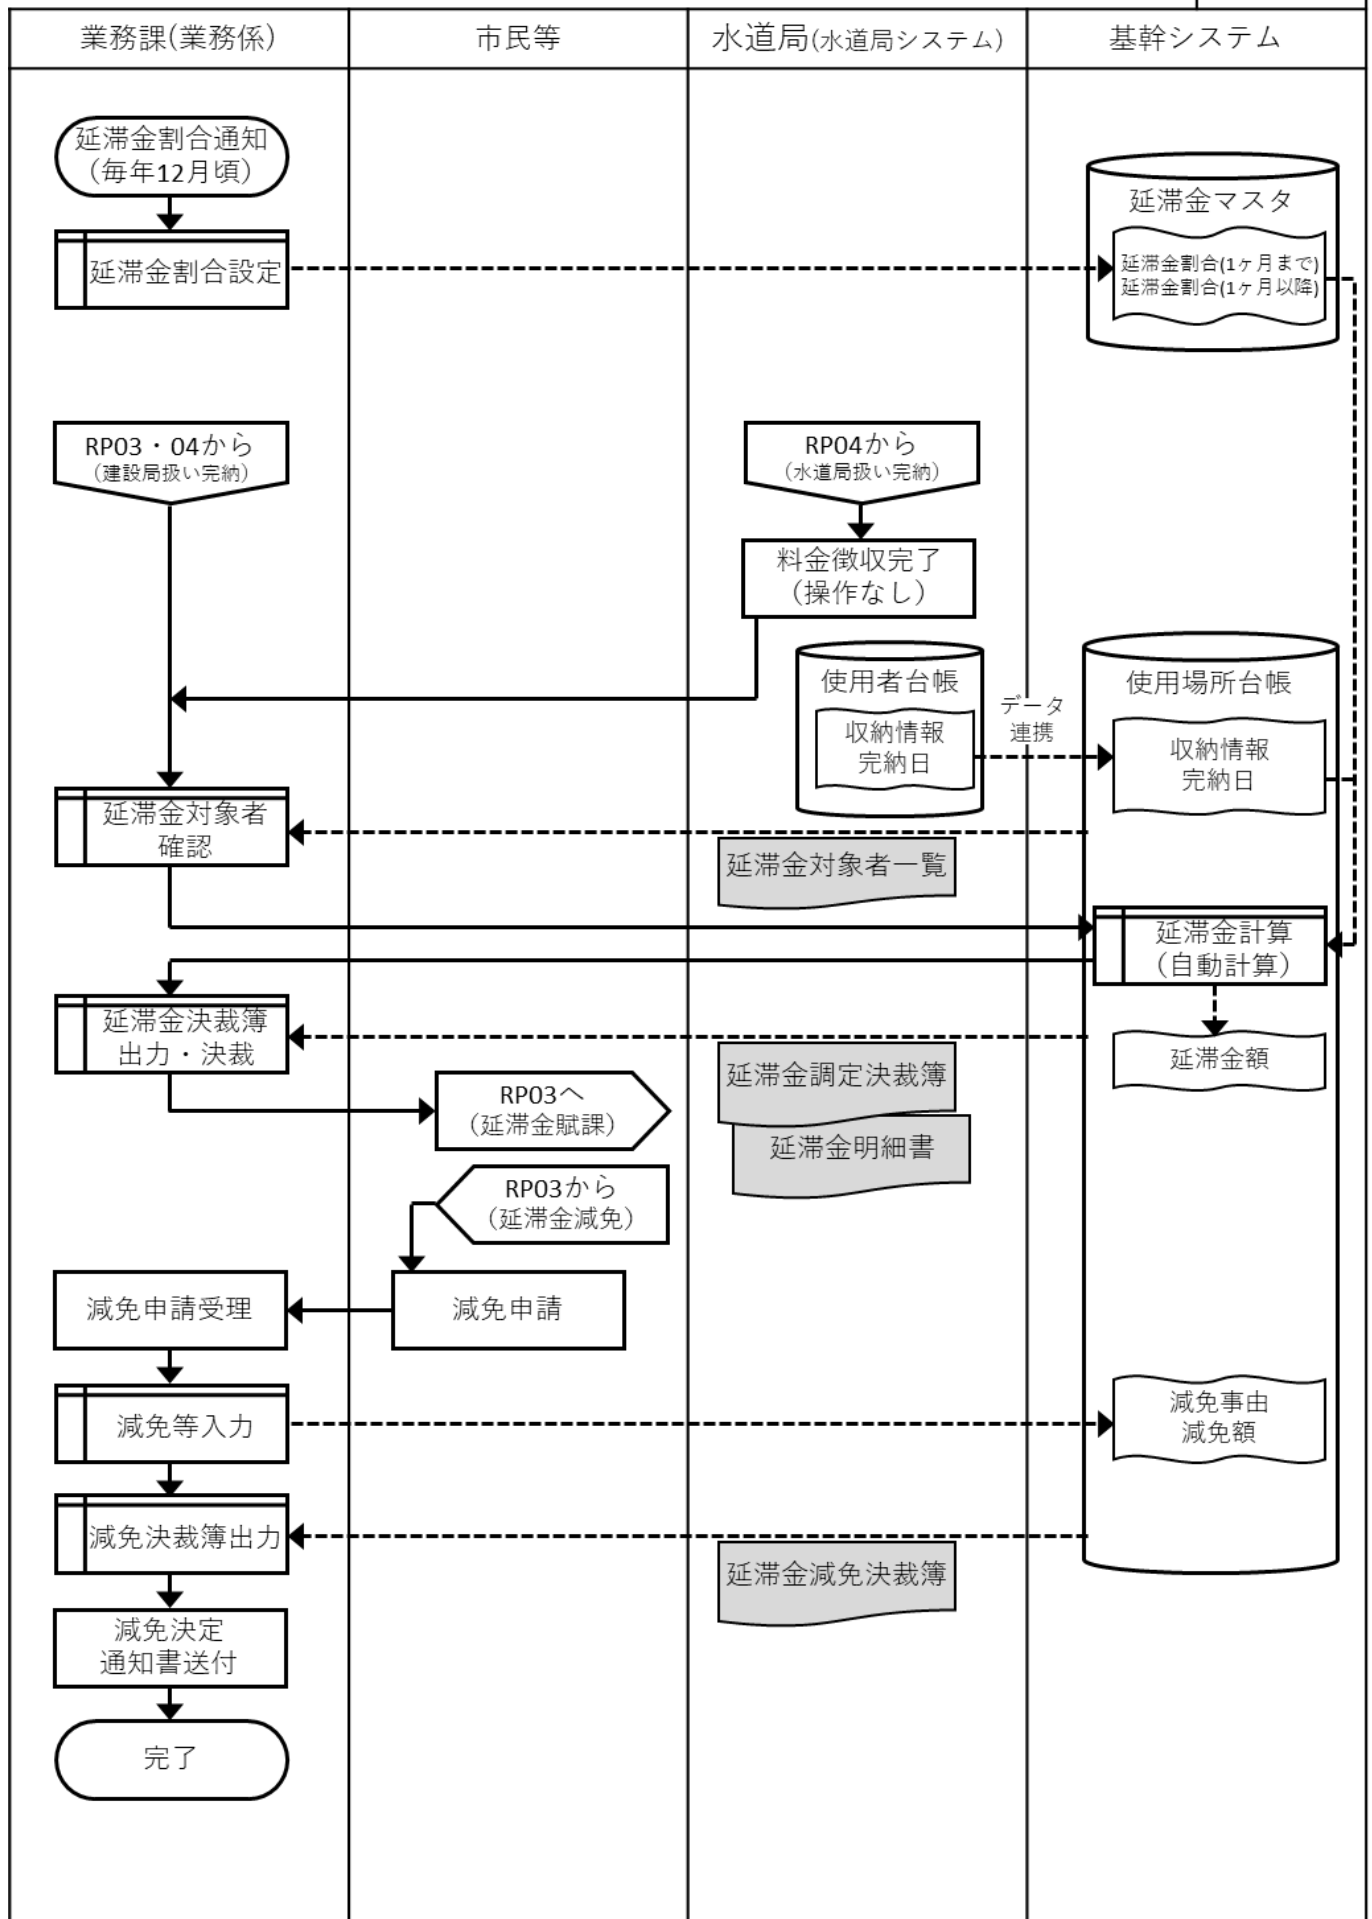 業務課(業務係)
市民等
水道局(水道局システム)
基幹システム
延滞金割合通知
（毎年12月頃）
延滞金マスタ
延滞金割合設定
延滞金割合(1ヶ月まで)
延滞金割合(1ヶ月以降)
RP03・04から
(建設局扱い完納)
RP04から
(水道局扱い完納)
料金徴収完了
（操作なし）
使用者台帳
使用場所台帳
データ
連携
収納情報
完納日
収納情報
完納日
延滞金対象者
確認
延滞金対象者一覧
延滞金計算
（自動計算）
延滞金決裁簿
出力・決裁
延滞金額
延滞金調定決裁簿
RP03へ
（延滞金賦課）
延滞金明細書
RP03から
（延滞金減免）
減免申請受理
減免申請
減免等入力
減免事由
減免額
減免決裁簿出力
延滞金減免決裁簿
減免決定
通知書送付
完了